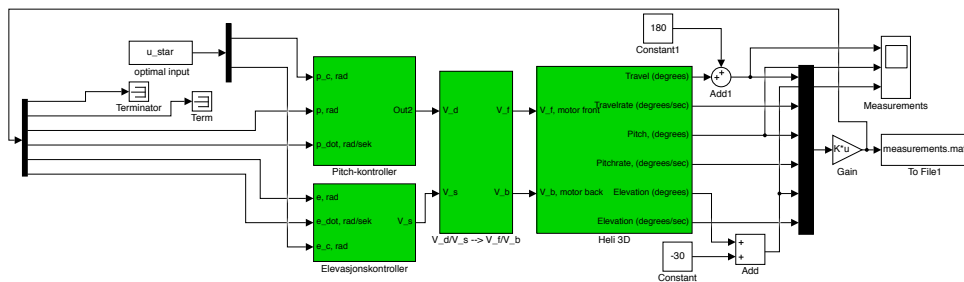 u_star
optimal input
Terminator
Term
p_c, rad
p, rad
p_dot, rad/sek
Out2
Pitch-kontroller
e, rad
e_dot, rad/sek
e_c, rad
V_s
Elevasjonskontroller
V_d
V_s
V_f
V_b
V_d/V_s --> V_f/V_b
V_f, motor front
V_b, motor back
Travel (degrees)
Travelrate (degrees/sec)
Pitch, (degrees)
Pitchrate, (degrees/sec)
Elevation (degrees)
Elevation (degrees/sec)
Heli 3D
180
Constant1
+
+
Add1
-30
Constant
+
+
Add
Measurements
K*u
Gain
measurements.mat
To File1